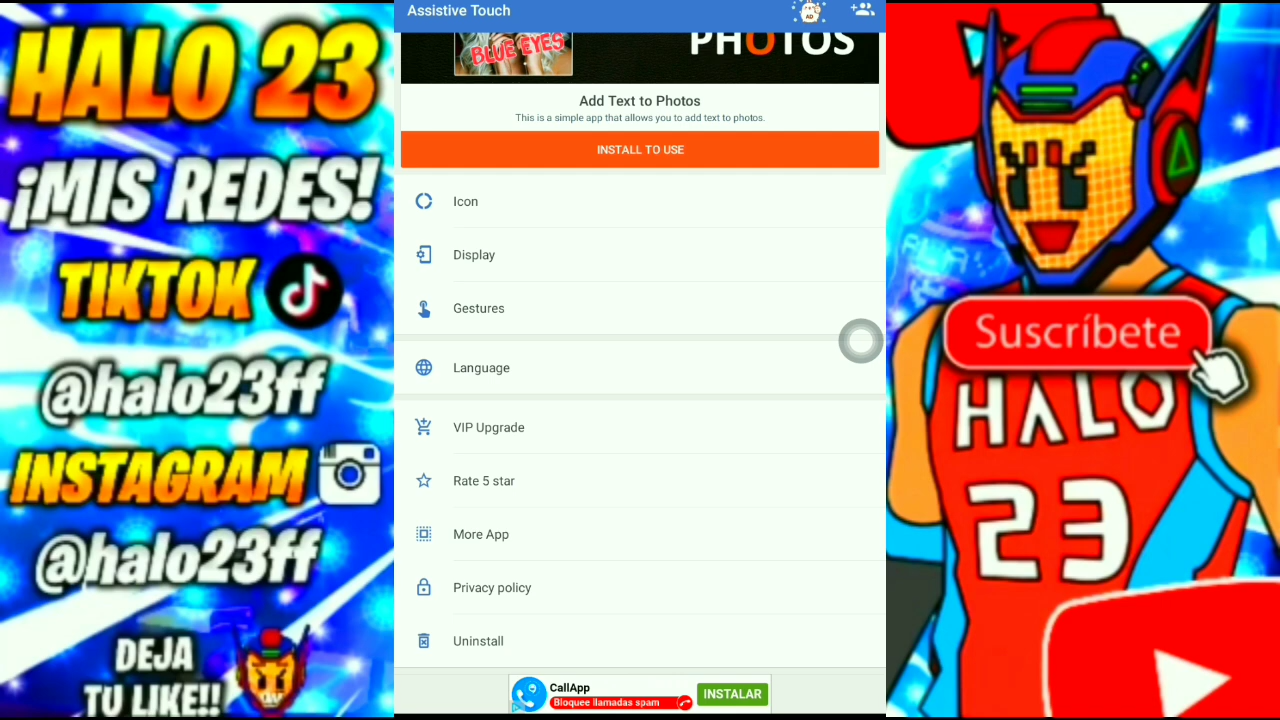 HALO 23
¡MIS REDES!
TIKTOK
@halo23ff
INSTAGRAM
@halo23ff
DEJA
TU LIKE!!
Assistive Touch
AD
BLUE EYES
PHOTOS
Add Text to Photos
This is a simple app that allows you to add text to photos.
INSTALL TO USE
Icon
Display
Gestures
Language
VIP Upgrade
Rate 5 star
More App
Privacy policy
Uninstall
CallApp
Bloquee llamadas spam
INSTALAR
Suscríbete
HALO
23